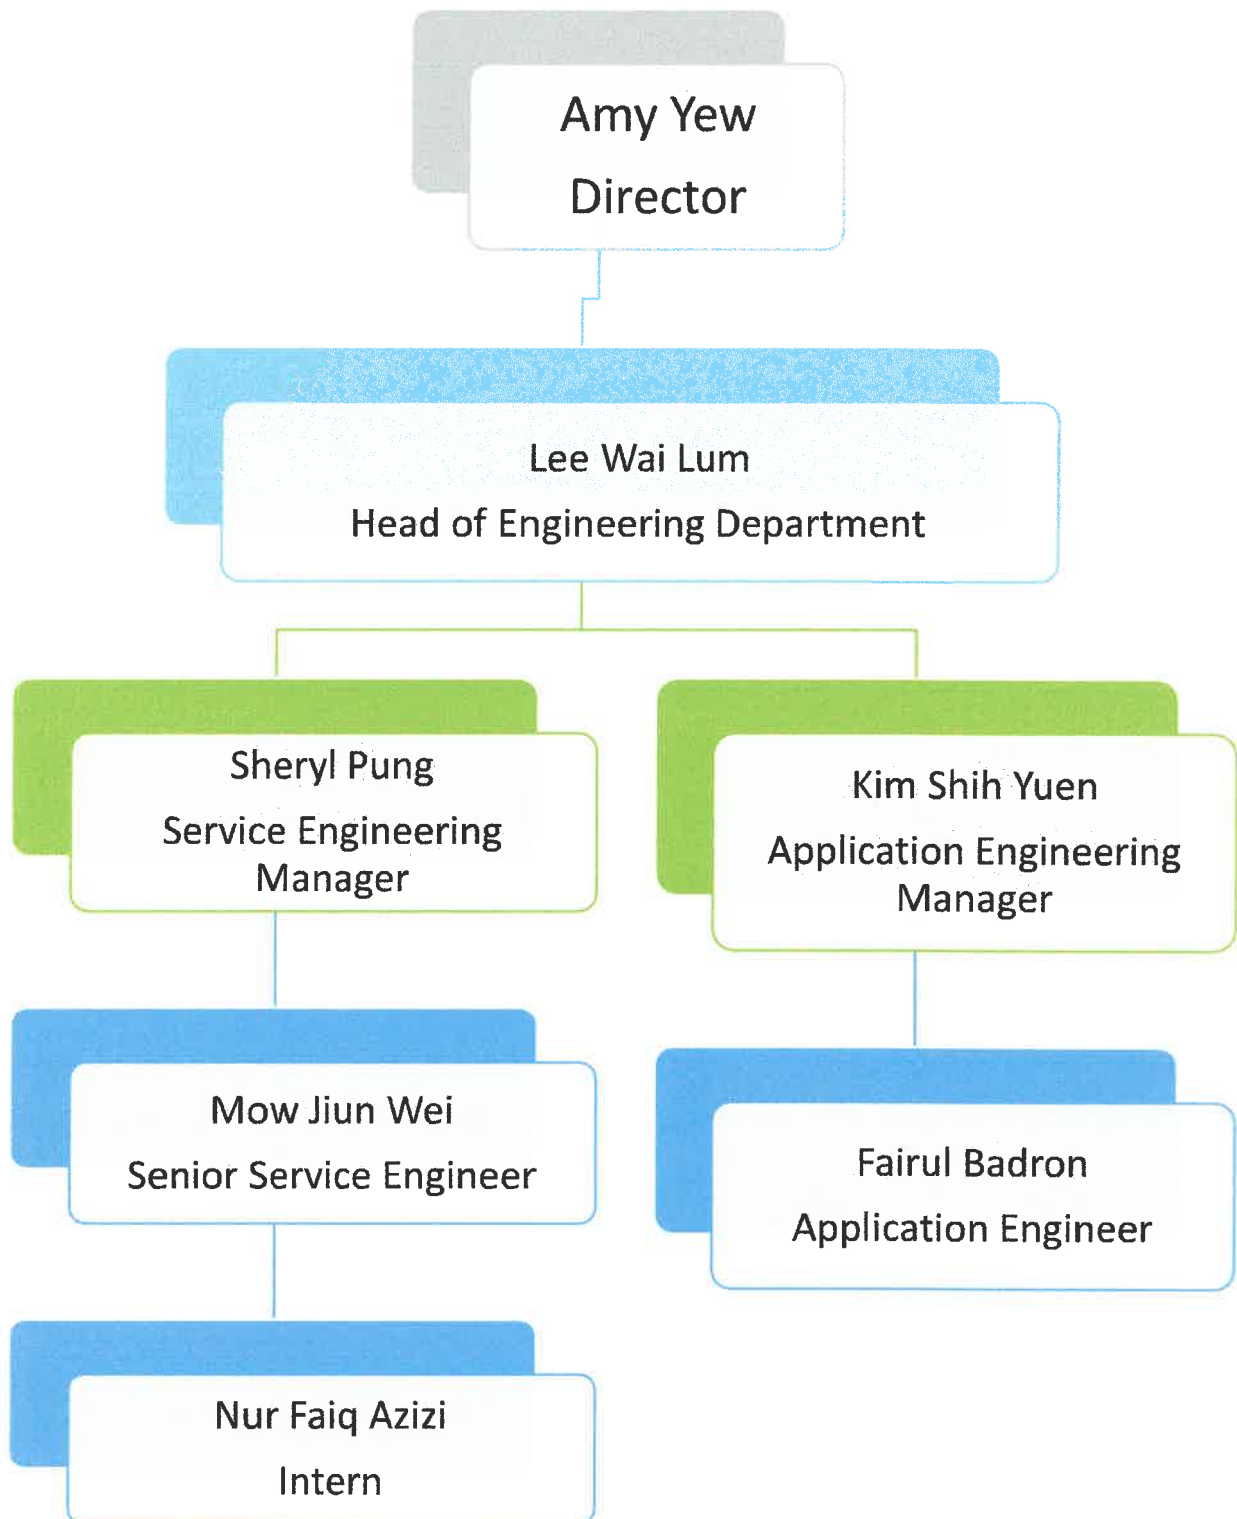 Amy Yew
Director
Lee Wai Lum
Head of Engineering Department
Sheryl Pung
Service Engineering
Manager
Kim Shih Yuen
Application Engineering
Manager
Mow Jiun Wei
Senior Service Engineer
Fairul Badron
Application Engineer
Nur Faiq Azizi
Intern